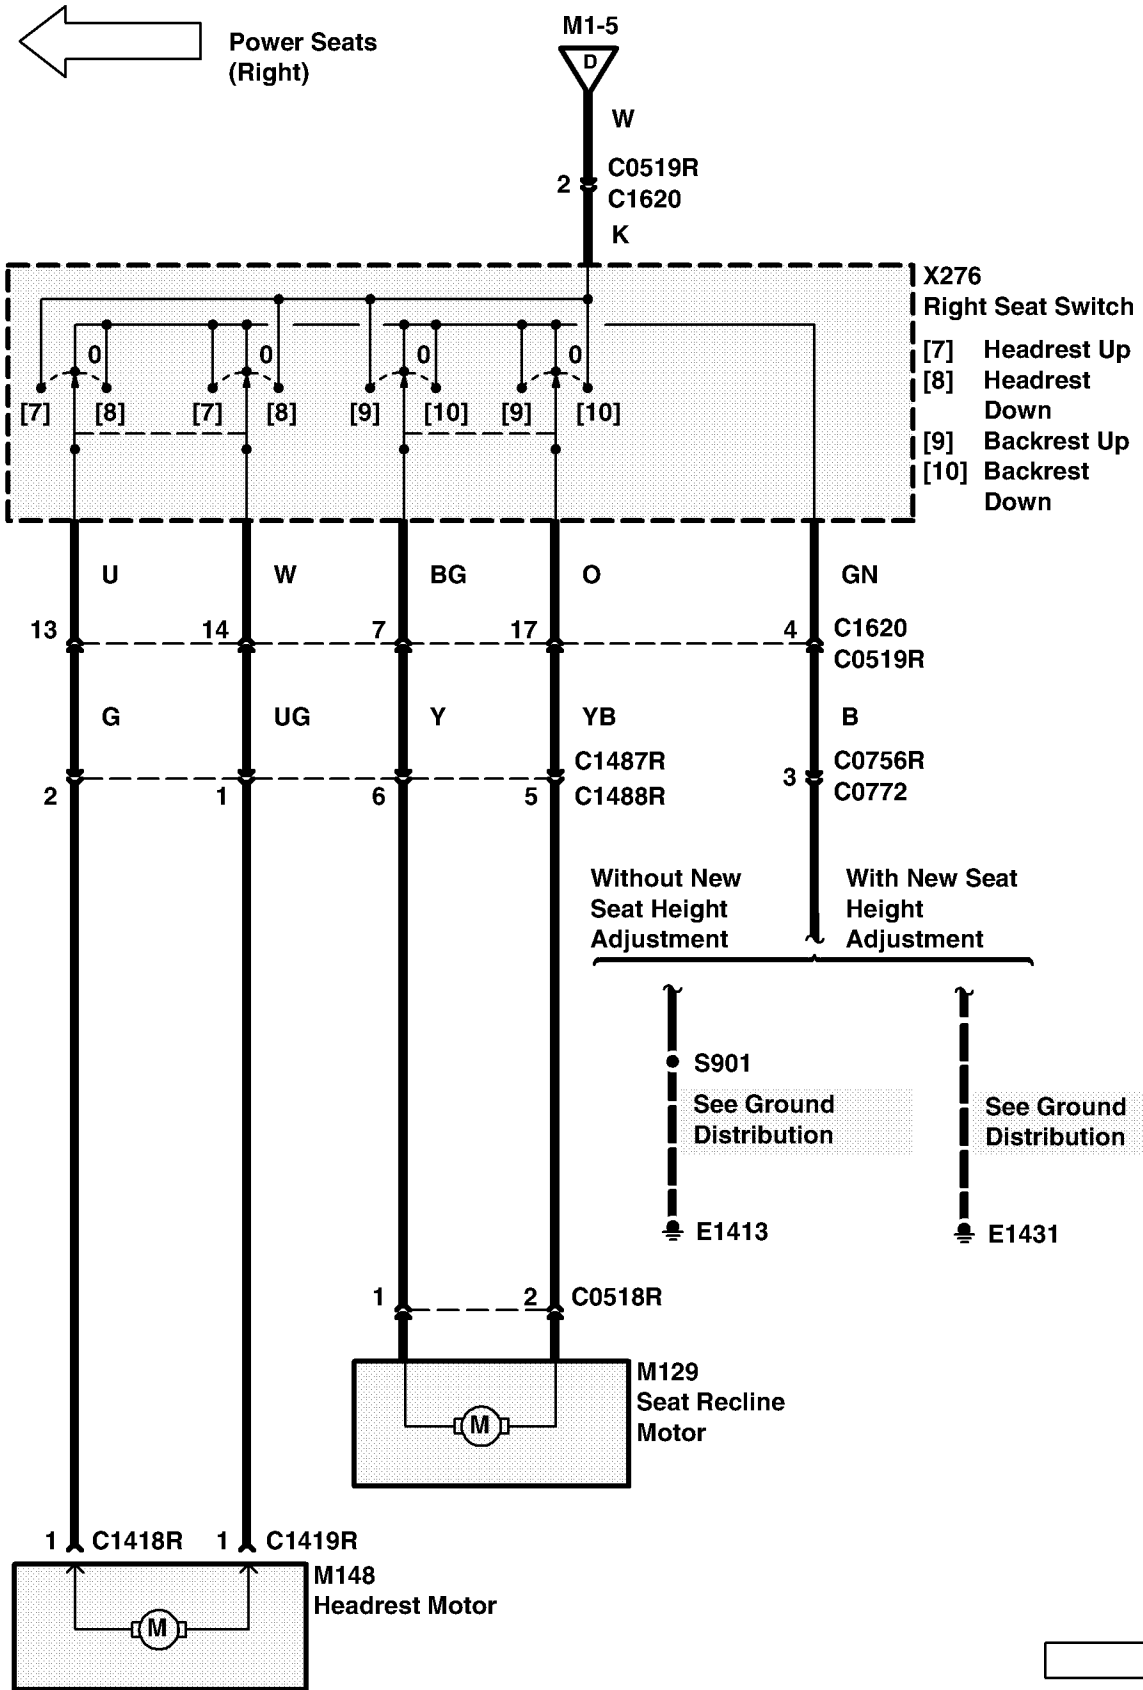 Power Seats
(Right)
M1-5
D
W
2
C0519R
C1620
K
X276
Right Seat Switch
[7] Headrest Up
[8] Headrest
Down
[9] Backrest Up
[10] Backrest
Down
0 0 0 0
[7] [8] [7] [8] [9] [10] [9] [10]
U W BG O GN
13 14 7 17 4 C1620
C0519R
G UG Y YB B
C1487R
2 1 6 5 C1488R
3 C0756R
C0772
Without New
Seat Height
Adjustment
With New Seat
Height
Adjustment
S901
See Ground
Distribution
See Ground
Distribution
E1413
E1431
1 2 C0518R
M129
Seat Recline
Motor
M
1 C1418R 1 C1419R
M148
Headrest Motor
M